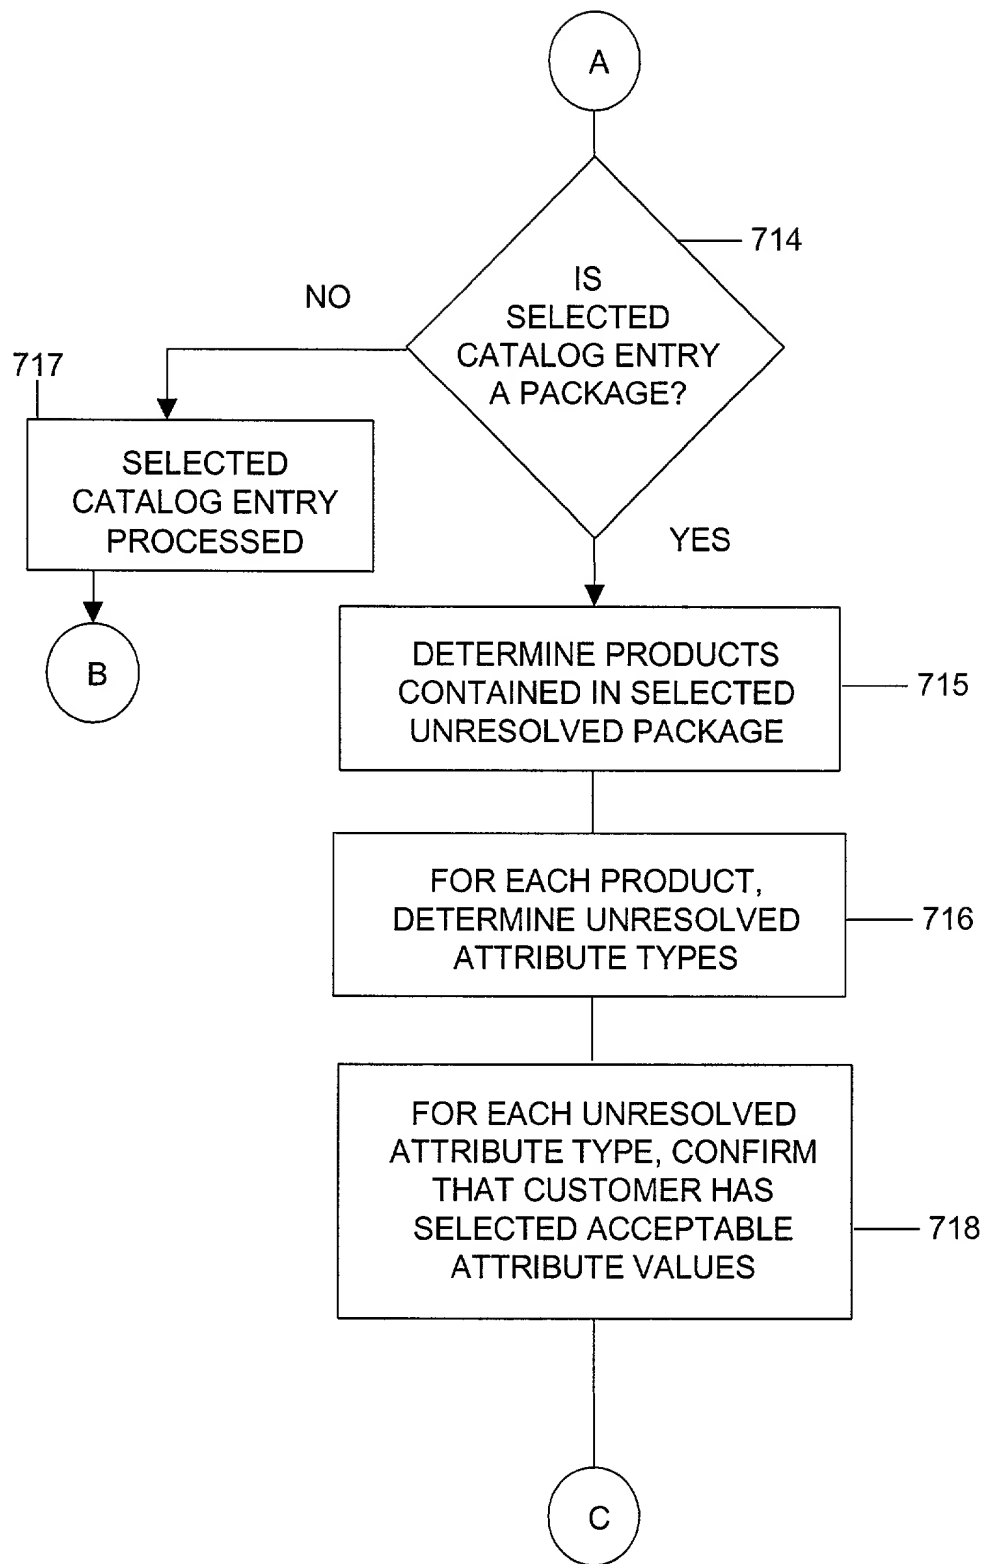 A
714
IS
SELECTED
CATALOG ENTRY
A PACKAGE?
NO
717
SELECTED
CATALOG ENTRY
PROCESSED
YES
B
DETERMINE PRODUCTS
CONTAINED IN SELECTED
UNRESOLVED PACKAGE
715
FOR EACH PRODUCT,
DETERMINE UNRESOLVED
ATTRIBUTE TYPES
716
FOR EACH UNRESOLVED
ATTRIBUTE TYPE, CONFIRM
THAT CUSTOMER HAS
SELECTED ACCEPTABLE
ATTRIBUTE VALUES
718
C